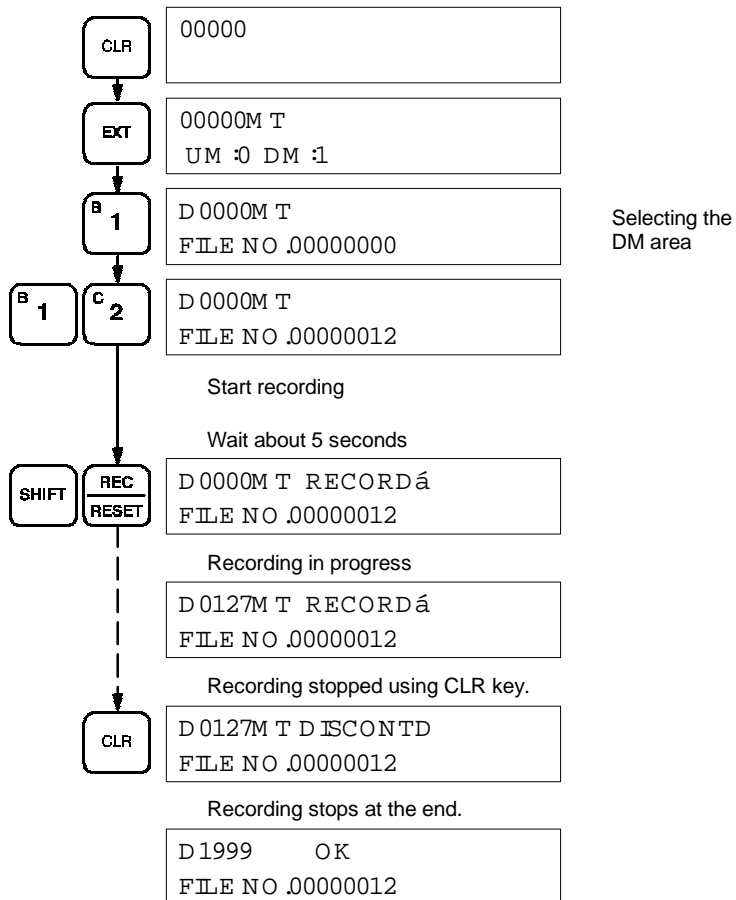 CLR
00000
EXT
00000MT
UM:0 DM:1
B 1
D0000MT
FILE NO.00000000
Selecting the
DM area
B 1 C 2
D0000MT
FILE NO.00000012
Start recording
Wait about 5 seconds
SHIFT REC RESET
D0000MT RECORDá
FILE NO.00000012
Recording in progress
D0127MT RECORDá
FILE NO.00000012
Recording stopped using CLR key.
CLR
D0127MT DISCONTD
FILE NO.00000012
Recording stops at the end.
D1999 OK
FILE NO.00000012